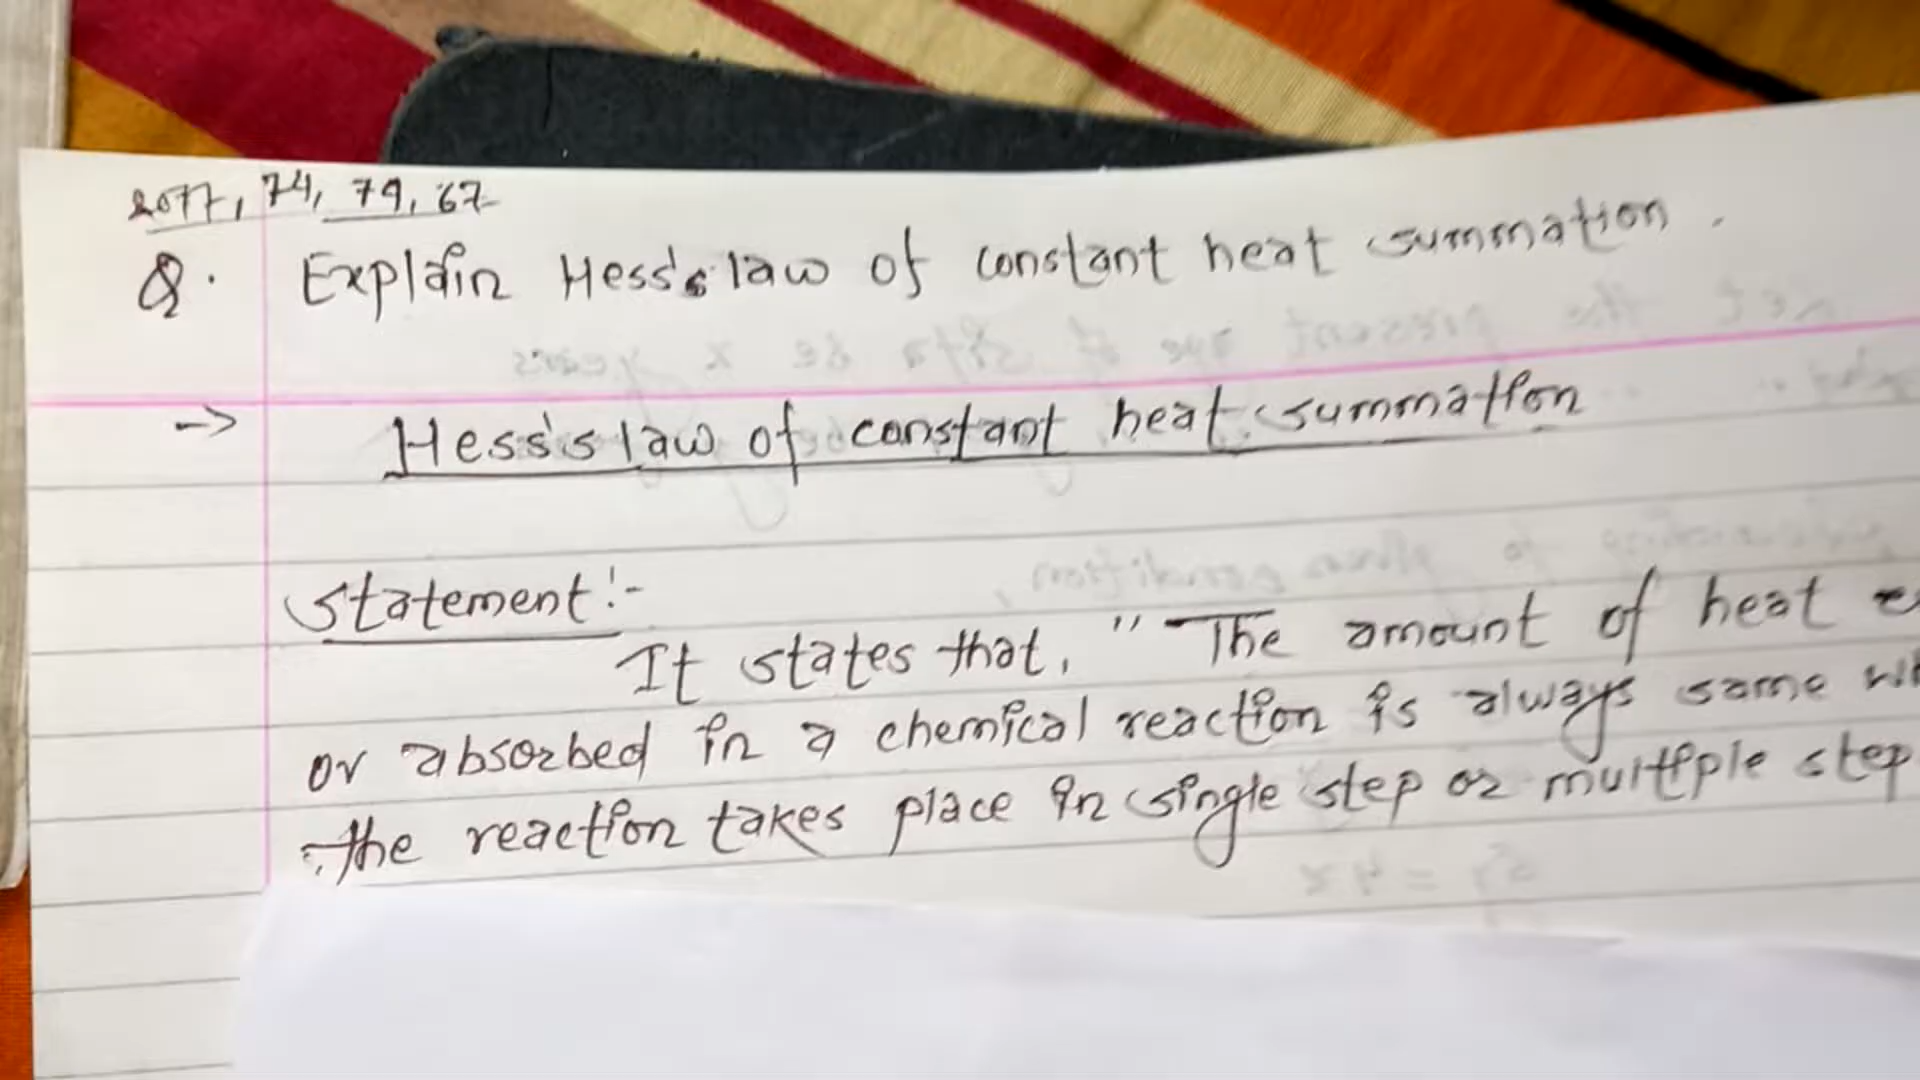 2077, 74, 79, 67
Q. Explain Hess's law of constant heat summation.
-> Hess's law of constant heat summation
Statement:-
It states that, "The amount of heat
or absorbed in a chemical reaction is always same
the reaction takes place in single step or multiple step